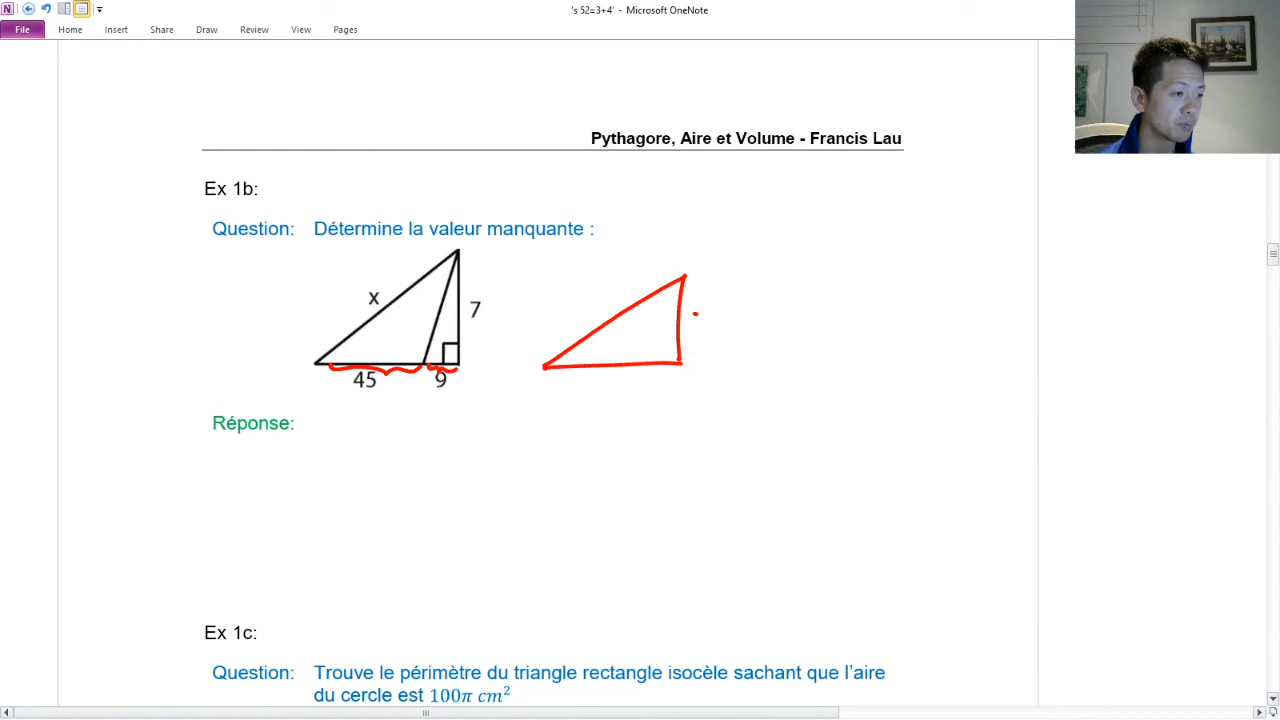 's 52=3+4' - Microsoft OneNote
File Home Insert Share Draw Review View Pages
Pythagore, Aire et Volume - Francis Lau
Ex 1b:
Question: Détermine la valeur manquante :
x
7
45 9
Réponse:
Ex 1c:
Question: Trouve le périmètre du triangle rectangle isocèle sachant que l'aire
du cercle est 100π cm²